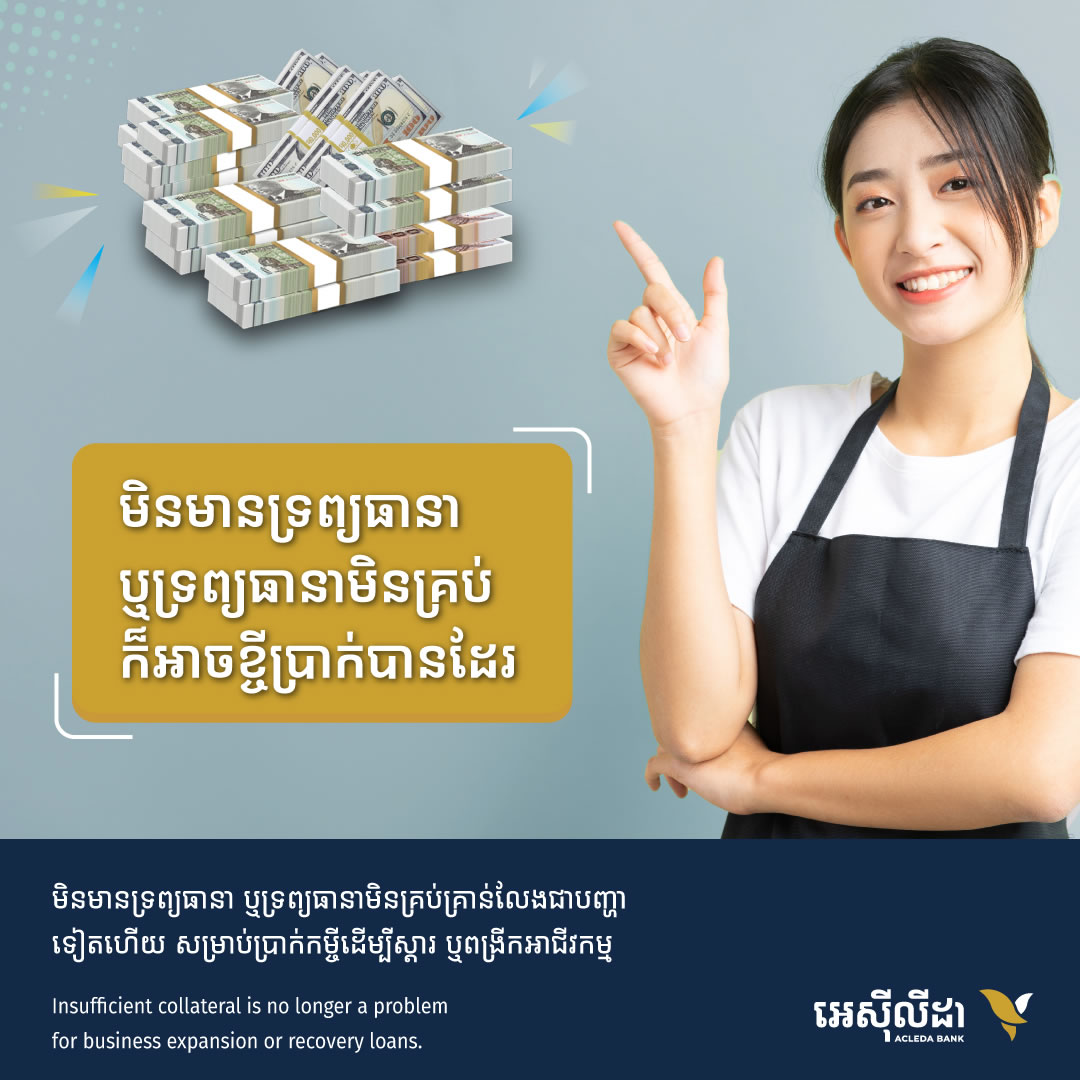 មិនមានទ្រព្យធានា
ឬទ្រព្យធានាមិនគ្រប់
ក៏អាចខ្ចីប្រាក់បានដែរ
មិនមានទ្រព្យធានា ឬទ្រព្យធានាមិនគ្រប់គ្រាន់លែងជាបញ្ហា
ទៀតហើយ សម្រាប់ប្រាក់កម្ចីដើម្បីស្តារ ឬពង្រីកអាជីវកម្ម
Insufficient collateral is no longer a problem
for business expansion or recovery loans.
អេស៊ីលីដា
ACLEDA BANK